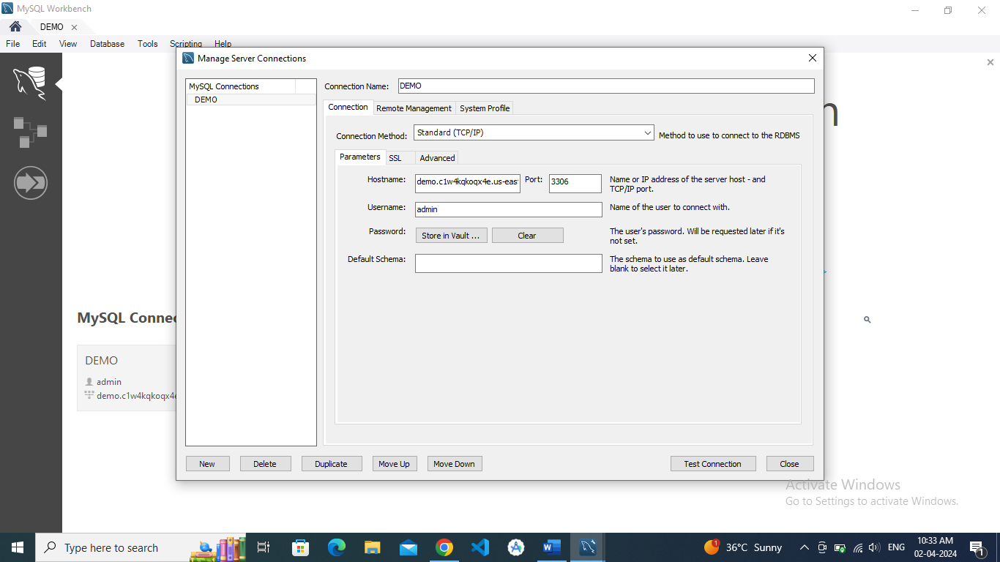 MySQL Workbench
DEMO
File Edit View Database Tools Scripting Help
Manage Server Connections
MySQL Connections
DEMO
Connection Name: DEMO
Connection Remote Management System Profile
Connection Method: Standard (TCP/IP) Method to use to connect to the RDBMS
Parameters SSL Advanced
Hostname: demo.c1w4kqkoqx4e.us-eas Port: 3306 Name or IP address of the server host - and
TCP/IP port.
Username: admin Name of the user to connect with.
Password: Store in Vault ... Clear The user's password. Will be requested later if it's
not set.
Default Schema: The schema to use as default schema. Leave
blank to select it later.
MySQL Connec
DEMO
admin
demo.c1w4kqkoqx4e
New Delete Duplicate Move Up Move Down Test Connection Close
Activate Windows
Go to Settings to activate Windows.
Type here to search
1 36°C Sunny ENG 10:33 AM
02-04-2024 1